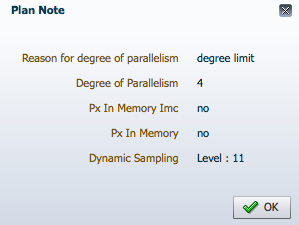 Plan Note
Reason for degree of parallelism degree limit
Degree of Parallelism 4
Px In Memory Imc no
Px In Memory no
Dynamic Sampling Level : 11
OK